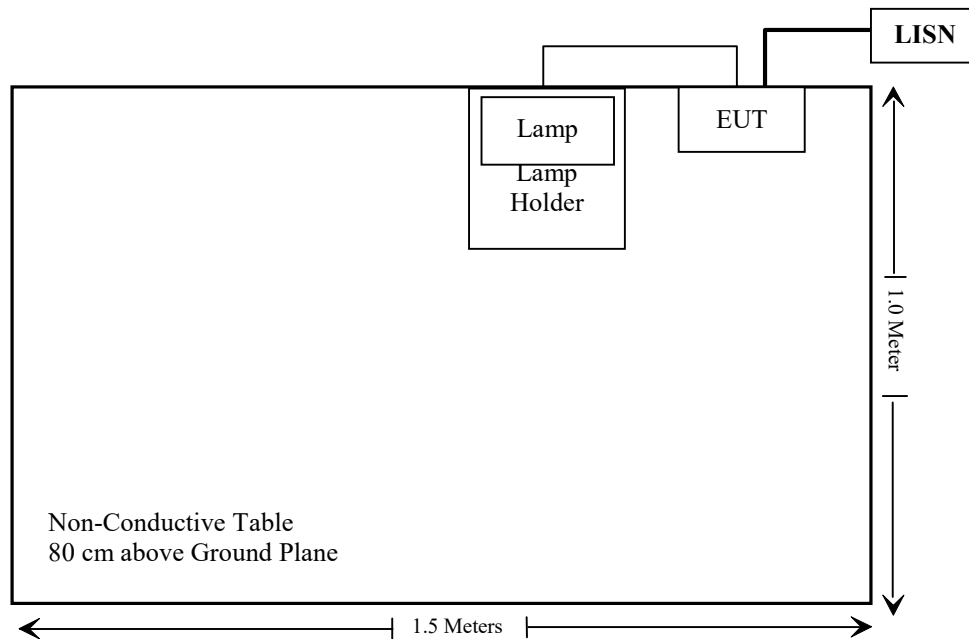 LISN
EUT
Lamp
Lamp
Holder
1.0 Meter
Non-Conductive Table
80 cm above Ground Plane
1.5 Meters